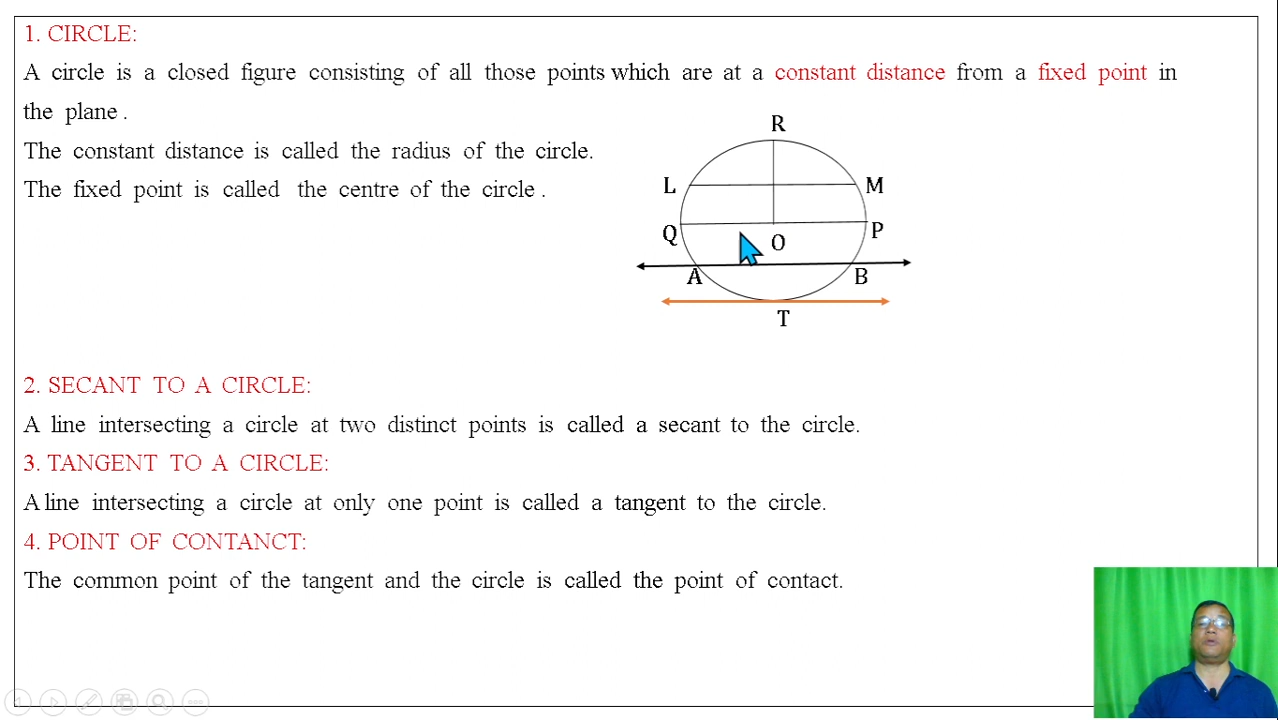 1. CIRCLE:
A circle is a closed figure consisting of all those points which are at a constant distance from a fixed point in
the plane .
The constant distance is called the radius of the circle.
The fixed point is called the centre of the circle .
R
L M
Q O P
A B
T
2. SECANT TO A CIRCLE:
A line intersecting a circle at two distinct points is called a secant to the circle.
3. TANGENT TO A CIRCLE:
A line intersecting a circle at only one point is called a tangent to the circle.
4. POINT OF CONTANCT:
The common point of the tangent and the circle is called the point of contact.